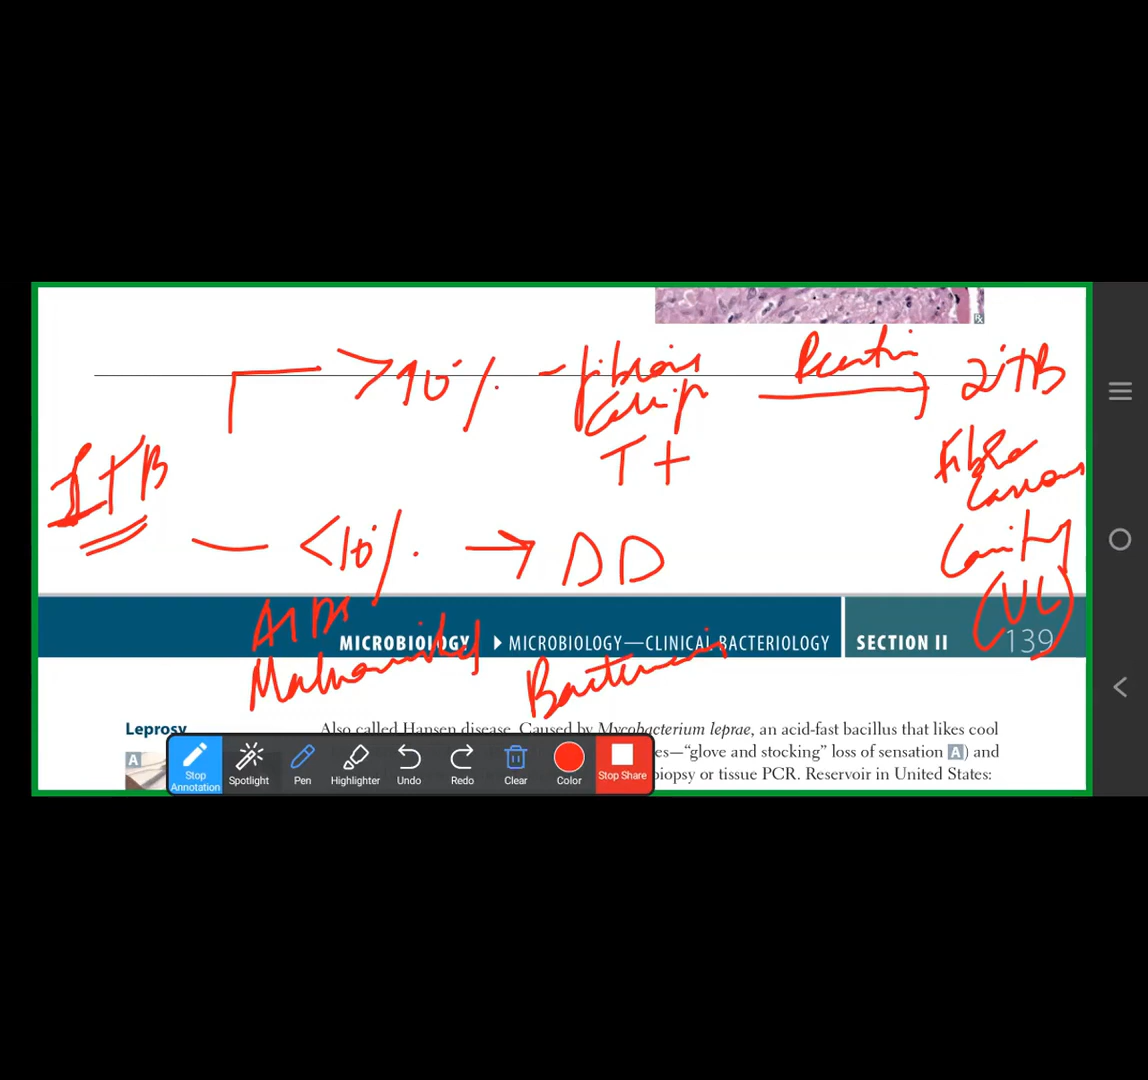 >90% - fibrosis
Calcifi
T+
2° TB
Fibro
Caseous
Cavity
(UL)
1° TB
<10% → DD
AIDS
Malnourished
Bacteremia
MICROBIOLOGY ▶ MICROBIOLOGY—CLINICAL BACTERIOLOGY SECTION II 139
Leprosy Also called Hansen disease. Caused by Mycobacterium leprae, an acid-fast bacillus that likes cool
A es—“glove and stocking” loss of sensation A) and
biopsy or tissue PCR. Reservoir in United States:
Stop Annotation Spotlight Pen Highlighter Undo Redo Clear Color Stop Share